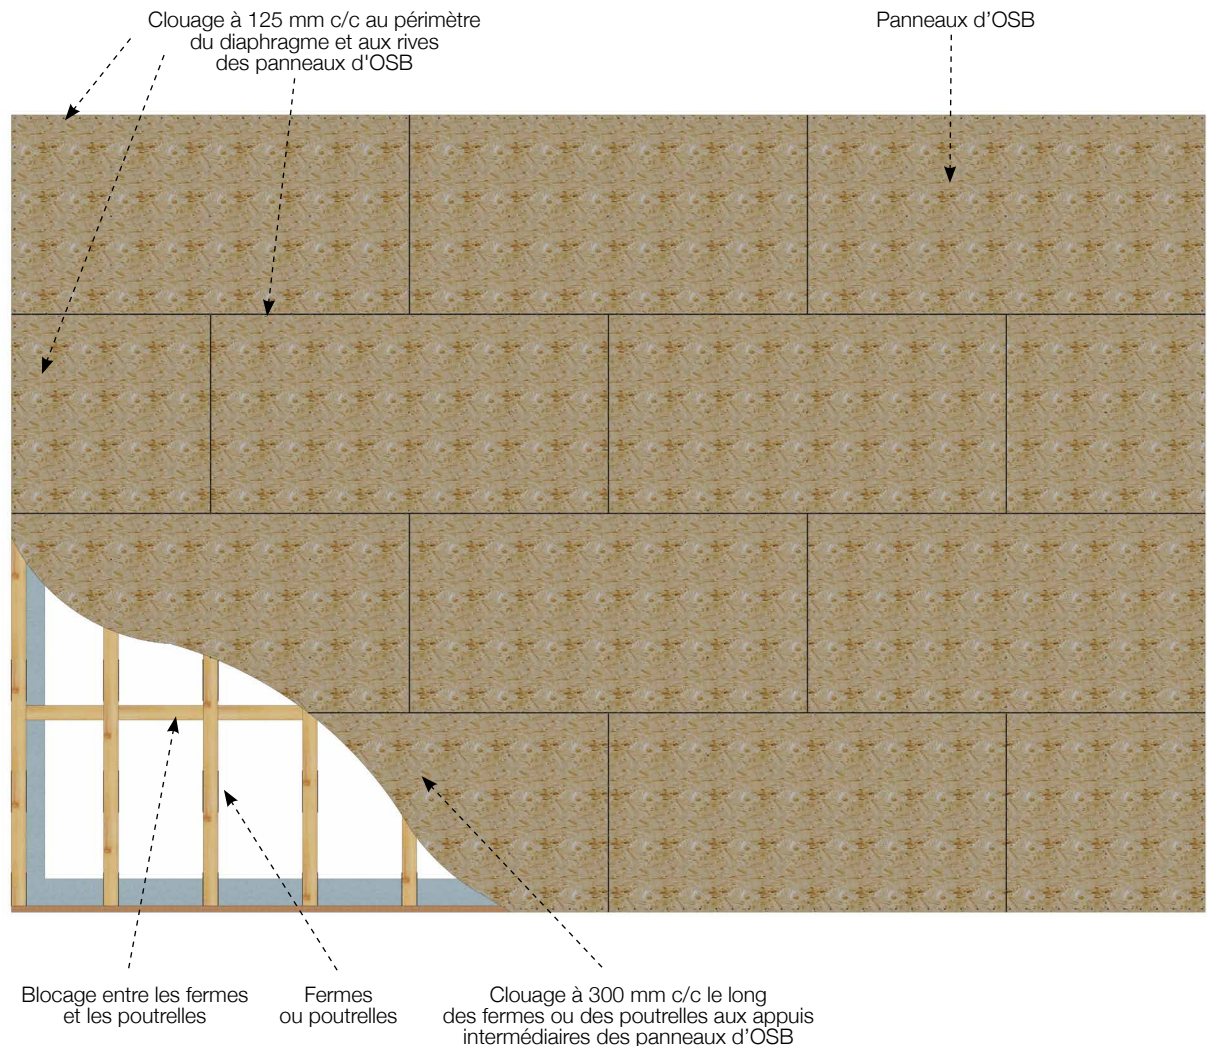 Clouage à 125 mm c/c au périmètre
du diaphragme et aux rives
des panneaux d'OSB
Panneaux d’OSB
Blocage entre les fermes
et les poutrelles
Fermes
ou poutrelles
Clouage à 300 mm c/c le long
des fermes ou des poutrelles aux appuis
intermédiaires des panneaux d’OSB